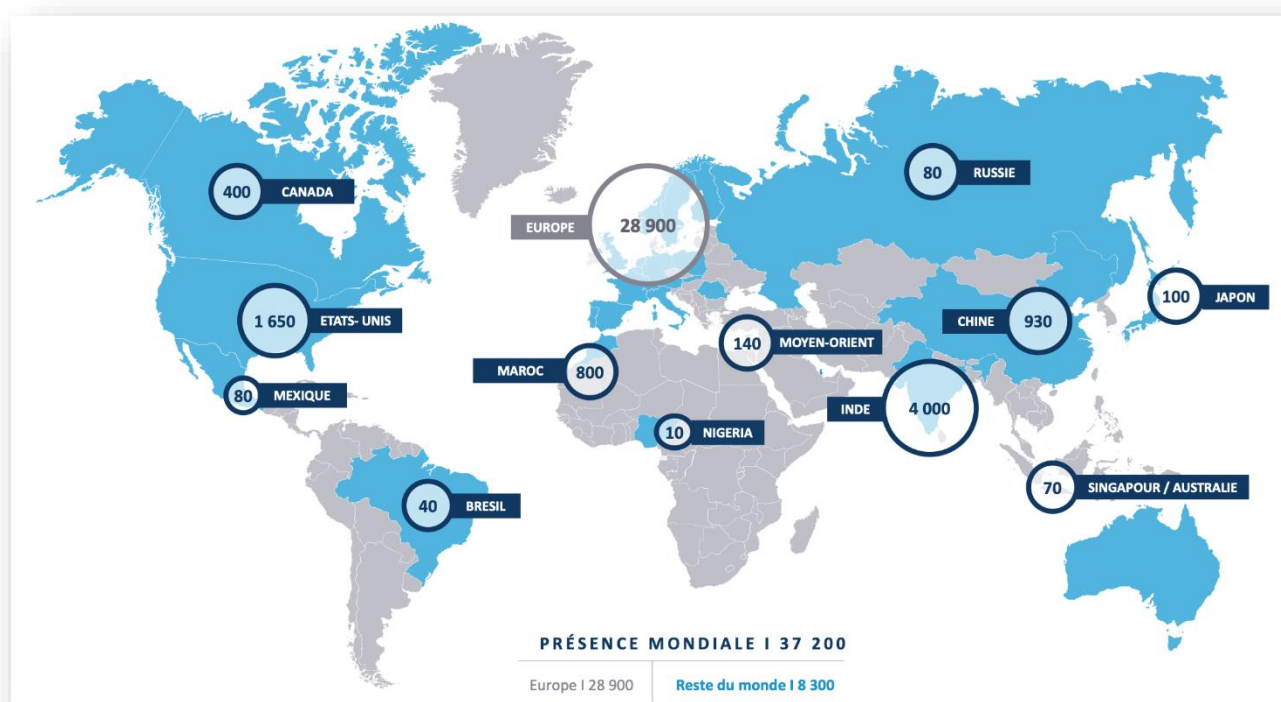 400 CANADA
80 RUSSIE
EUROPE 28 900
1 650 ETATS- UNIS
100 JAPON
CHINE 930
140 MOYEN-ORIENT
MAROC 800
80 MEXIQUE
INDE 4 000
10 NIGERIA
70 SINGAPOUR / AUSTRALIE
40 BRESIL
PRÉSENCE MONDIALE I 37 200
Europe I 28 900
Reste du monde I 8 300